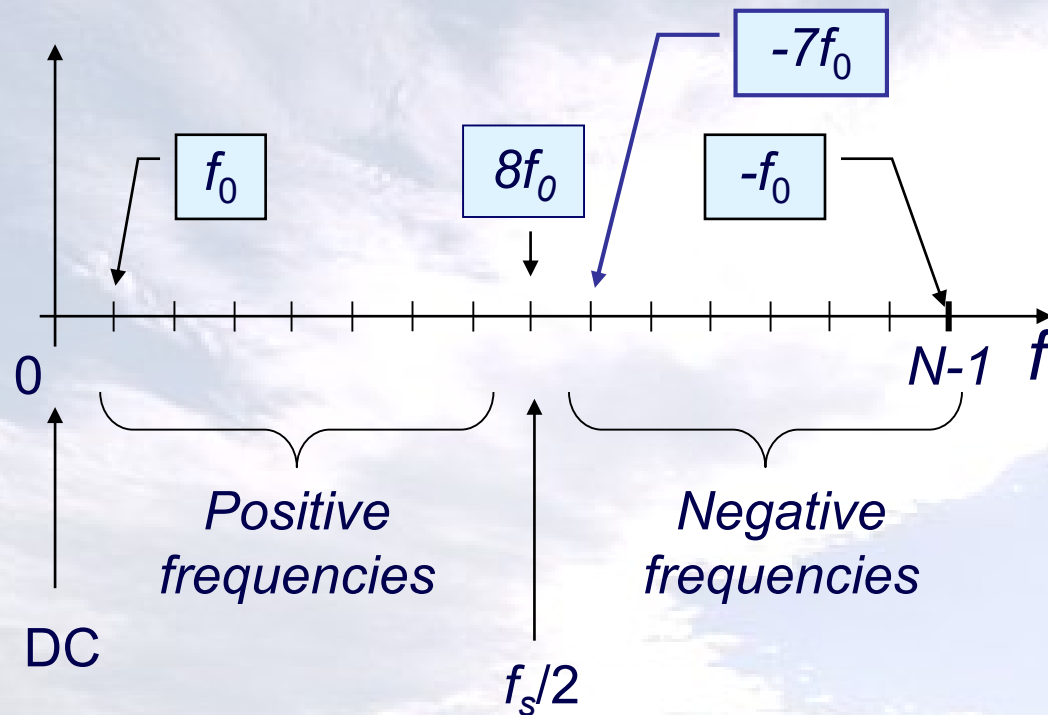 -7f₀
f₀
8f₀
-f₀
0
N-1
f
Positive
frequencies
Negative
frequencies
DC
fₛ/2